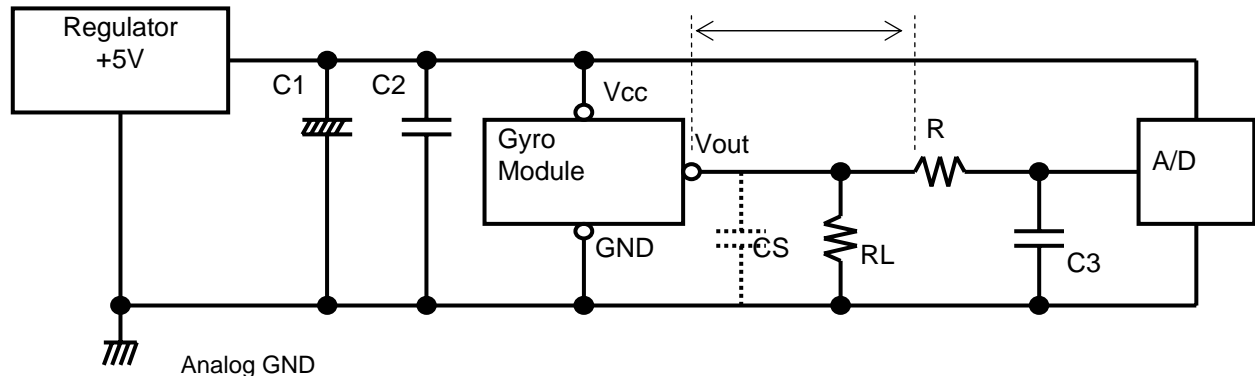 Regulator
+5V
C1
C2
Vcc
Gyro
Module
Vout
R
A/D
GND
CS
RL
C3
Analog GND